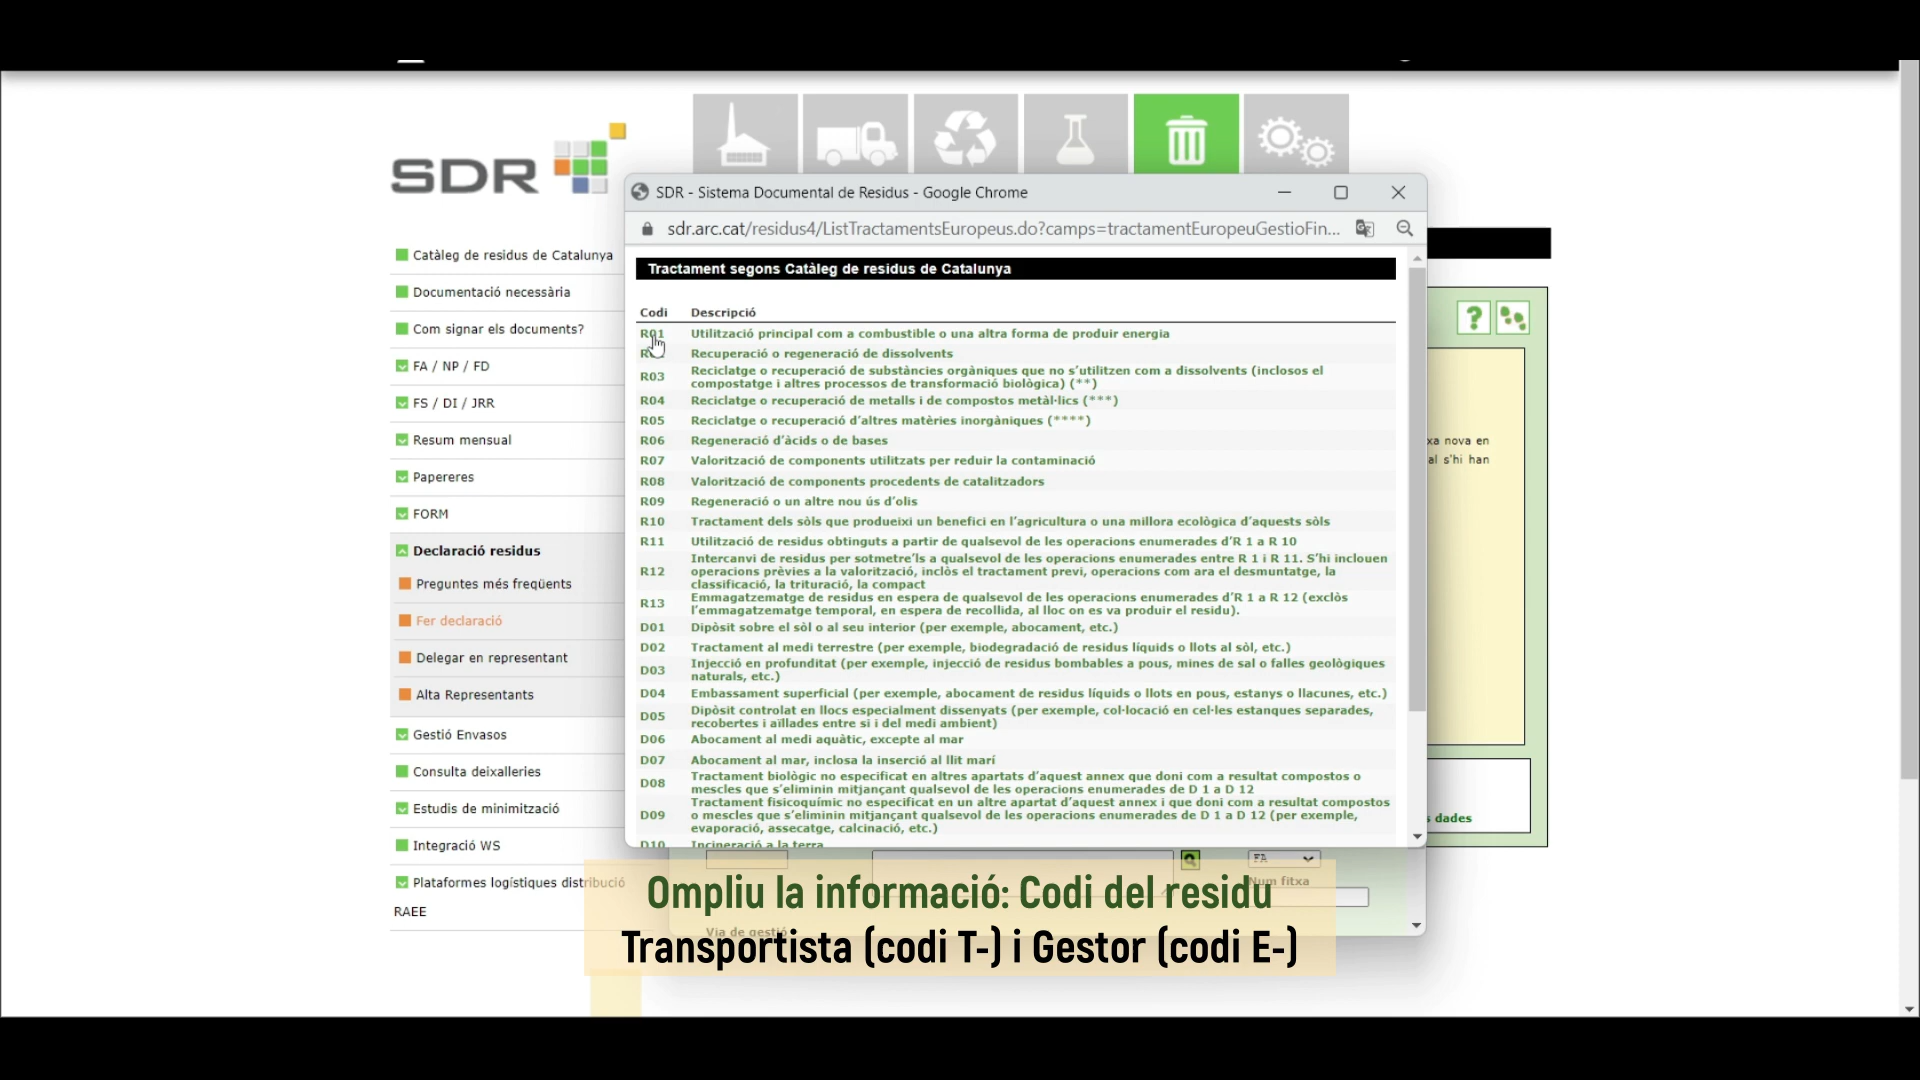 SDR
SDR - Sistema Documental de Residus - Google Chrome
sdr.arc.cat/residus4/ListTractamentsEuropeus.do?camps=tractamentEuropeuGestioFin...
Catàleg de residus de Catalunya
Documentació necessària
Com signar els documents?
FA / NP / FD
FS / DI / JRR
Resum mensual
Papereres
FORM
Declaració residus
Preguntes més freqüents
Fer declaració
Delegar en representant
Alta Representants
Gestió Envasos
Consulta deixalleries
Estudis de minimització
Integració WS
Plataformes logístiques distribució
RAEE
Tractament segons Catàleg de residus de Catalunya
Codi Descripció
R01 Utilització principal com a combustible o una altra forma de produir energia
Recuperació o regeneració de dissolvents
R03 Reciclatge o recuperació de substàncies orgàniques que no s'utilitzen com a dissolvents (inclosos el
compostatge i altres processos de transformació biològica) (**)
R04 Reciclatge o recuperació de metalls i de compostos metàl·lics (***)
R05 Reciclatge o recuperació d'altres matèries inorgàniques (****)
R06 Regeneració d'àcids o de bases
R07 Valorització de components utilitzats per reduir la contaminació
R08 Valorització de components procedents de catalitzadors
R09 Regeneració o un altre nou ús d'olis
R10 Tractament dels sòls que produeixi un benefici en l'agricultura o una millora ecològica d'aquests sòls
R11 Utilització de residus obtinguts a partir de qualsevol de les operacions enumerades d'R 1 a R 10
R12 Intercanvi de residus per sotmetre'ls a qualsevol de les operacions enumerades entre R 1 i R 11. S'hi inclouen
operacions prèvies a la valorització, inclòs el tractament previ, operacions com ara el desmuntatge, la
classificació, la trituració, la compact
R13 Emmagatzematge de residus en espera de qualsevol de les operacions enumerades d'R 1 a R 12 (exclòs
l'emmagatzematge temporal, en espera de recollida, al lloc on es va produir el residu).
D01 Dipòsit sobre el sòl o al seu interior (per exemple, abocament, etc.)
D02 Tractament al medi terrestre (per exemple, biodegradació de residus líquids o llots al sòl, etc.)
D03 Injecció en profunditat (per exemple, injecció de residus bombables a pous, mines de sal o falles geològiques
naturals, etc.)
D04 Embassament superficial (per exemple, abocament de residus líquids o llots en pous, estanys o llacunes, etc.)
D05 Dipòsit controlat en llocs especialment dissenyats (per exemple, col·locació en cel·les estanques separades,
recobertes i aïllades entre si i del medi ambient)
D06 Abocament al medi aquàtic, excepte al mar
D07 Abocament al mar, inclosa la inserció al llit marí
D08 Tractament biològic no especificat en altres apartats d'aquest annex que doni com a resultat compostos o
mescles que s'eliminin mitjançant qualsevol de les operacions enumerades de D 1 a D 12
D09 Tractament fisicoquímic no especificat en un altre apartat d'aquest annex i que doni com a resultat compostos
o mescles que s'eliminin mitjançant qualsevol de les operacions enumerades de D 1 a D 12 (per exemple,
evaporació, assecatge, calcinació, etc.)
D10 Incineració a la terra
xa nova en
al s'hi han
s dades
FA
Num fitxa
Via de gestió
Ompliu la informació: Codi del residu
Transportista (codi T-) i Gestor (codi E-)